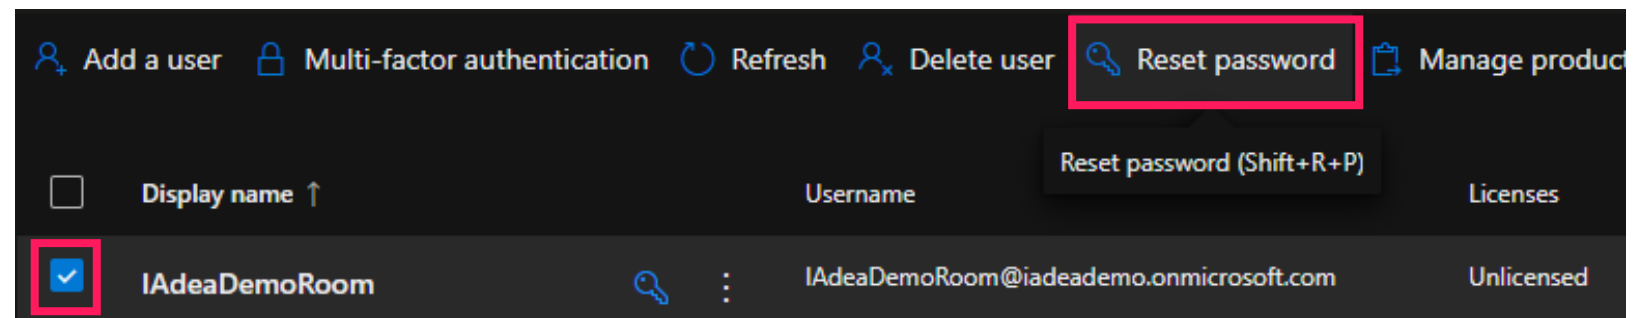 Add a user Multi-factor authentication Refresh Delete user Reset password Manage product
Reset password (Shift+R+P)
Display name ↑ Username Licenses
IAdeaDemoRoom IAdeaDemoRoom@iadeademo.onmicrosoft.com Unlicensed